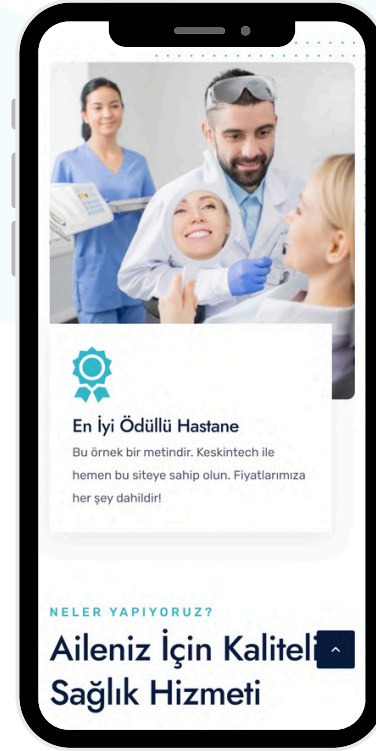 En İyi Ödüllü Hastane
Bu örnek bir metindir. Keskintech ile
hemen bu siteye sahip olun. Fiyatlarımıza
her şey dahildir!
NELER YAPIYORUZ?
Aileniz İçin Kaliteli
Sağlık Hizmeti